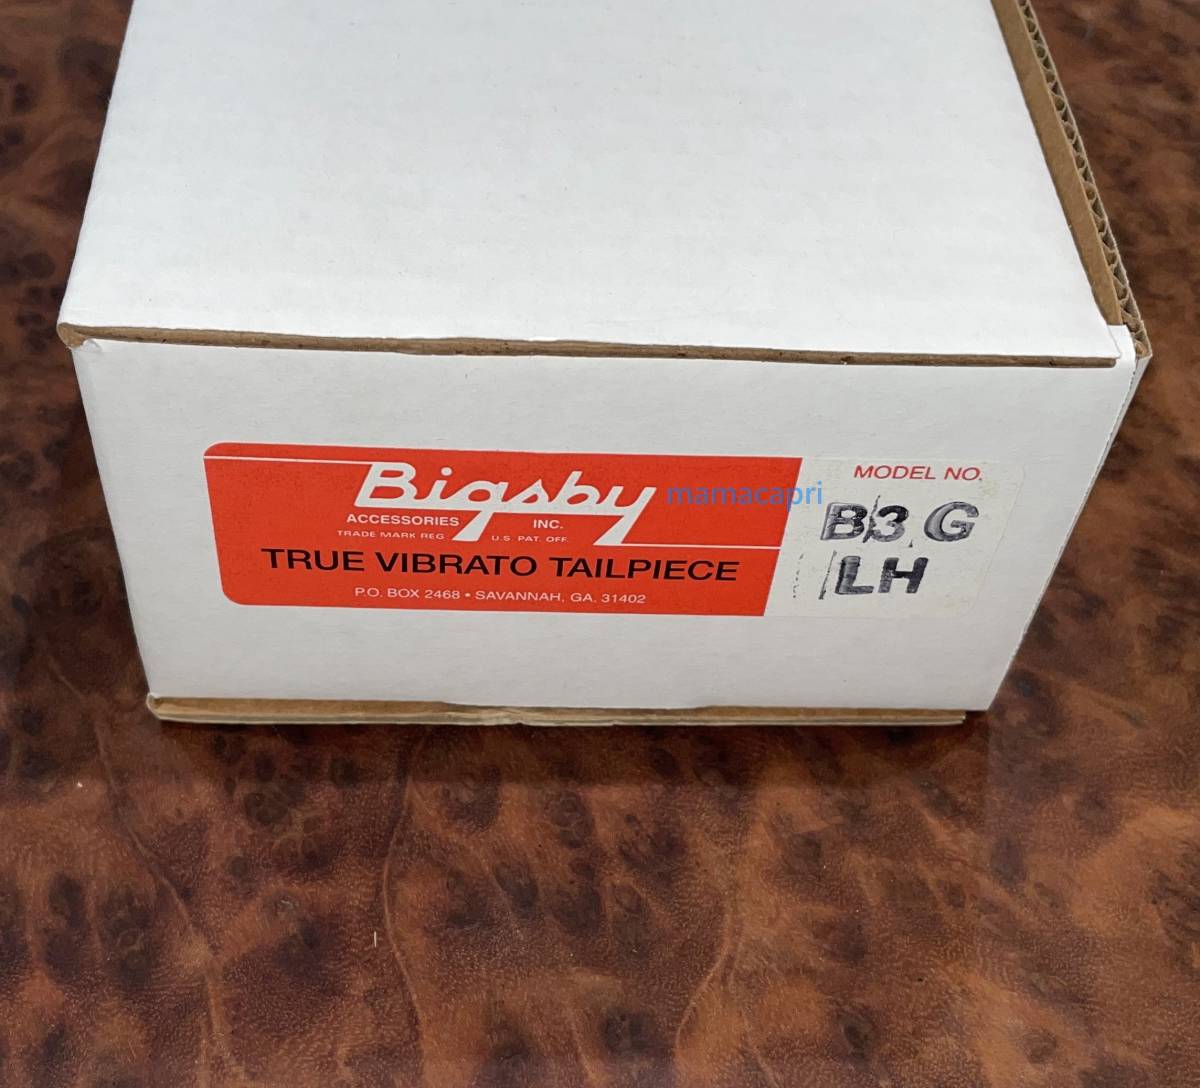 Bigsby
ACCESSORIES INC.
TRADE MARK REG U.S. PAT. OFF.
TRUE VIBRATO TAILPIECE
P.O. BOX 2468 • SAVANNAH, GA. 31402
mamacapri
MODEL NO.
B3 G
LH